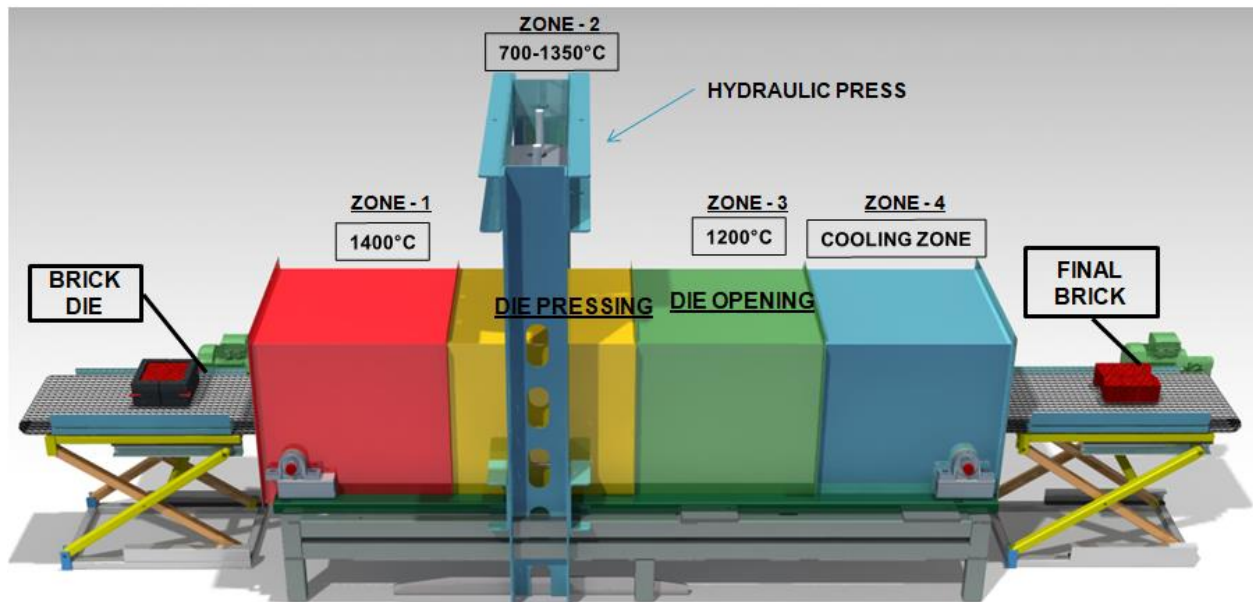 ZONE - 2
700-1350°C
HYDRAULIC PRESS
ZONE - 1
1400°C
ZONE - 3
1200°C
ZONE - 4
COOLING ZONE
BRICK
DIE
DIE PRESSING
DIE OPENING
FINAL
BRICK